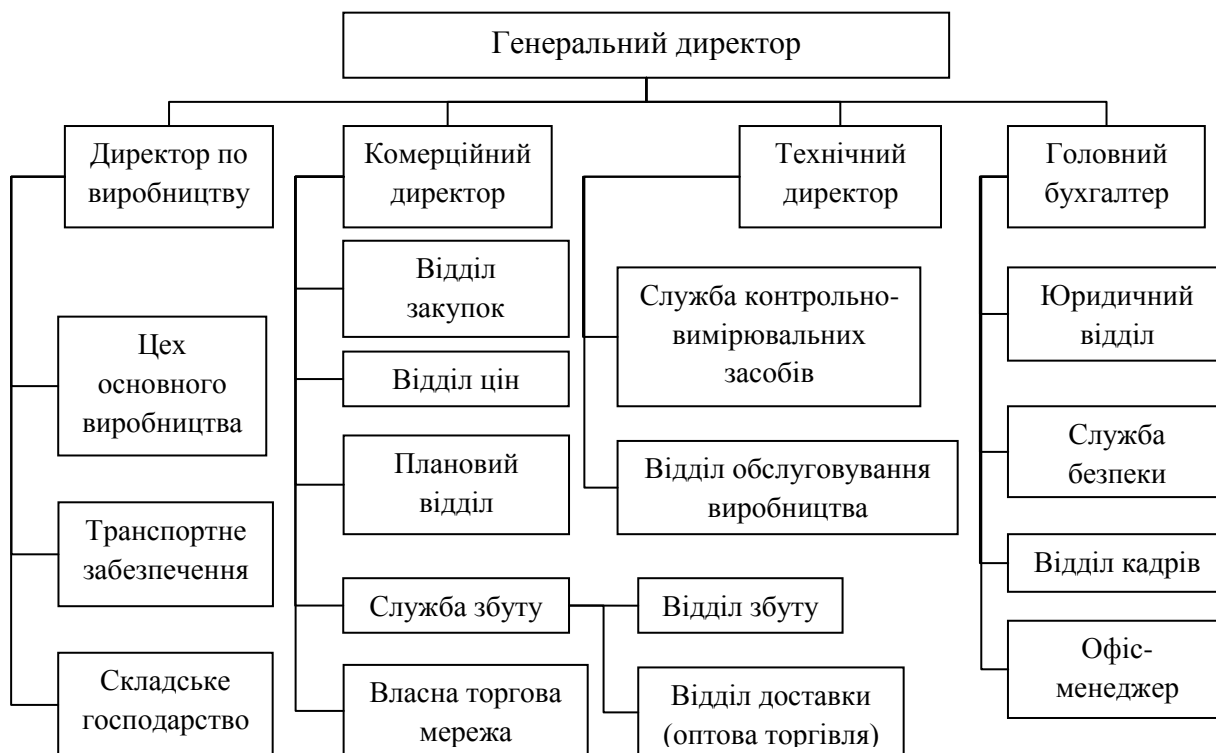 Генеральний директор
Директор по
виробництву
Комерційний
директор
Технічний
директор
Головний
бухгалтер
Цех
основного
виробництва
Транспортне
забезпечення
Складське
господарство
Відділ
закупок
Відділ цін
Плановий
відділ
Служба збуту
Власна торгова
мережа
Відділ збуту
Відділ доставки
(оптова торгівля)
Служба контрольно-
вимірювальних
засобів
Відділ обслуговування
виробництва
Юридичний
відділ
Служба
безпеки
Відділ кадрів
Офіс-
менеджер